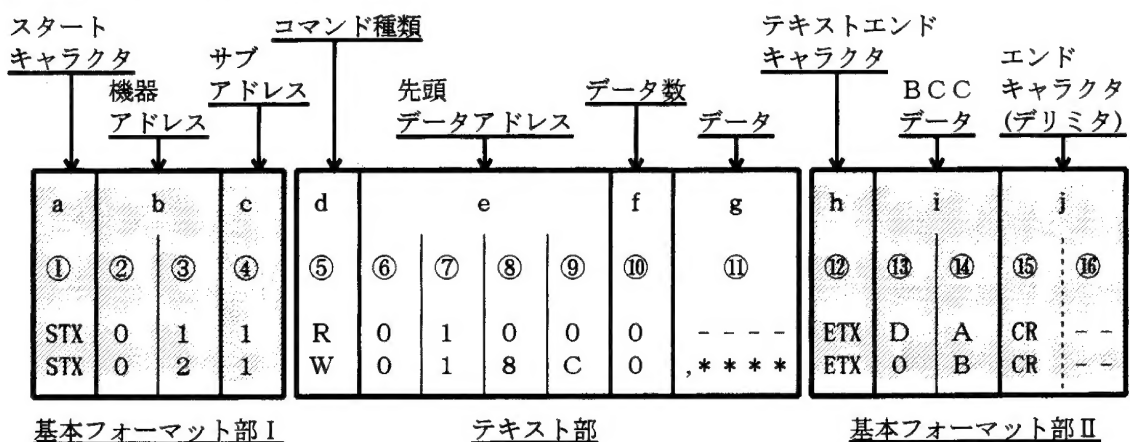 スタート
キャラクタ
コマンド種類
テキストエンド
キャラクタ
サブ
アドレス
エンド
キャラクタ
(デリミタ)
機器
アドレス
先頭
データアドレス
データ数
データ
BCC
データ
a b c d e f g h i j
① ② ③ ④ ⑤ ⑥ ⑦ ⑧ ⑨ ⑩ ⑪ ⑫ ⑬ ⑭ ⑮ ⑯
STX 0 1 1 R 0 1 0 0 0 ---- ETX D A CR --
STX 0 2 1 W 0 1 8 C 0 ,**** ETX 0 B CR --
基本フォーマット部Ⅰ テキスト部 基本フォーマット部Ⅱ